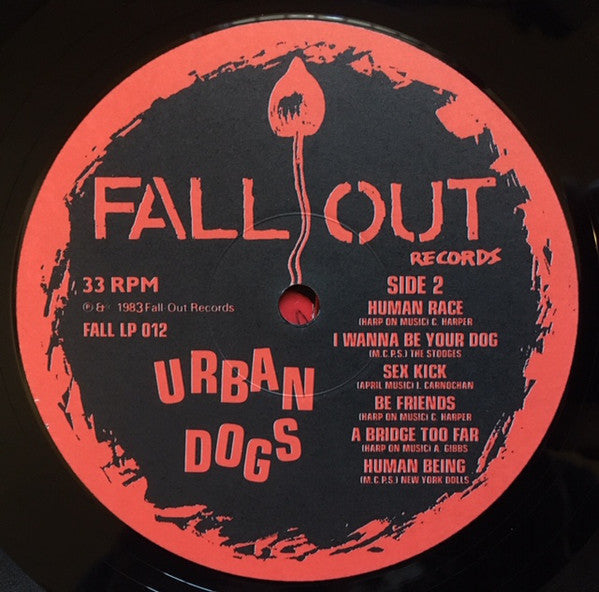 FALL OUT
RECORDS
33 RPM
℗ & © 1983 Fall Out Records
FALL LP 012
URBAN
DOGS
SIDE 2
HUMAN RACE
(HARP ON MUSIC) C. HARPER
I WANNA BE YOUR DOG
(M.C.P.S.) THE STOOGES
SEX KICK
(APRIL MUSIC) I. CARNOCHAN
BE FRIENDS
(HARP ON MUSIC) C. HARPER
A BRIDGE TOO FAR
(HARP ON MUSIC) A. GIBBS
HUMAN BEING
(M.C.P.S.) NEW YORK DOLLS